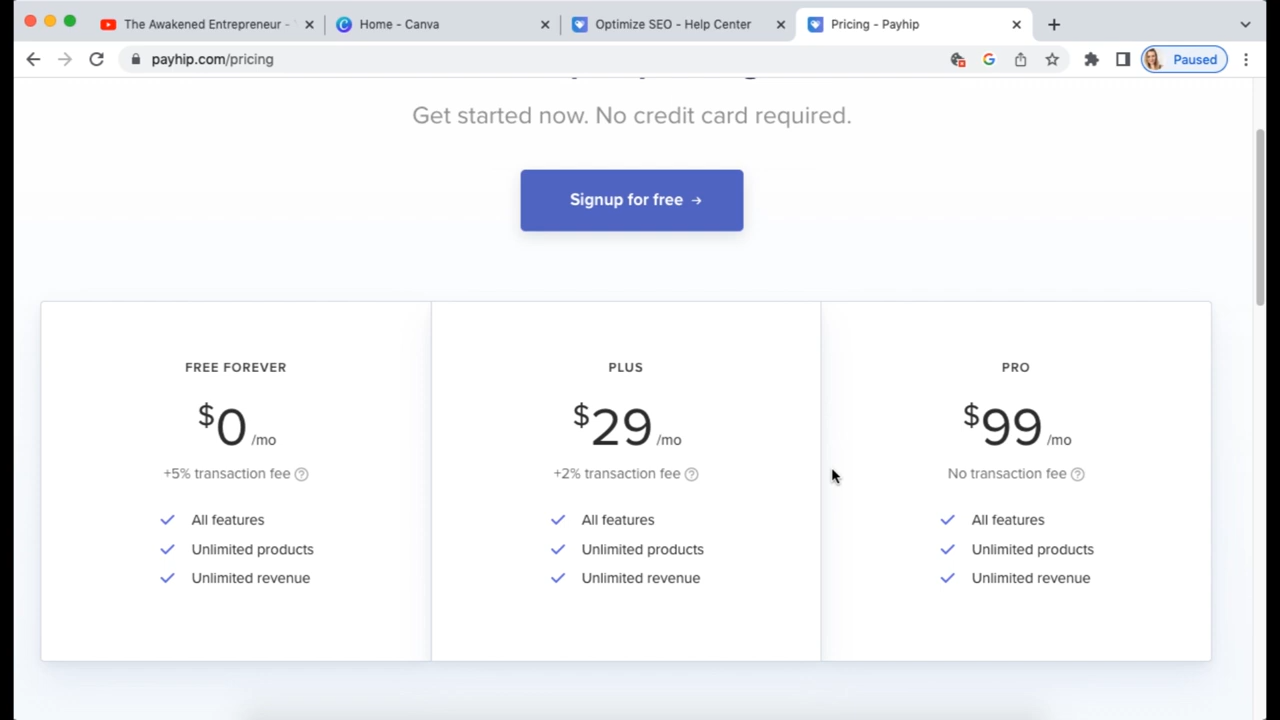 The Awakened Entrepreneur -
Home - Canva
Optimize SEO - Help Center
Pricing - Payhip
payhip.com/pricing
Paused
Get started now. No credit card required.
Signup for free →
FREE FOREVER
$0 /mo
+5% transaction fee
All features
Unlimited products
Unlimited revenue
PLUS
$29 /mo
+2% transaction fee
All features
Unlimited products
Unlimited revenue
PRO
$99 /mo
No transaction fee
All features
Unlimited products
Unlimited revenue